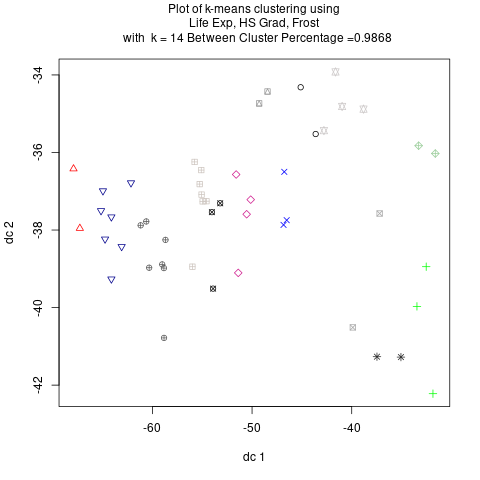 Plot of k-means clustering using
Life Exp, HS Grad, Frost
with k = 14 Between Cluster Percentage =0.9868
-34
-36
-38
-40
-42
dc 2
-60 -50 -40
dc 1